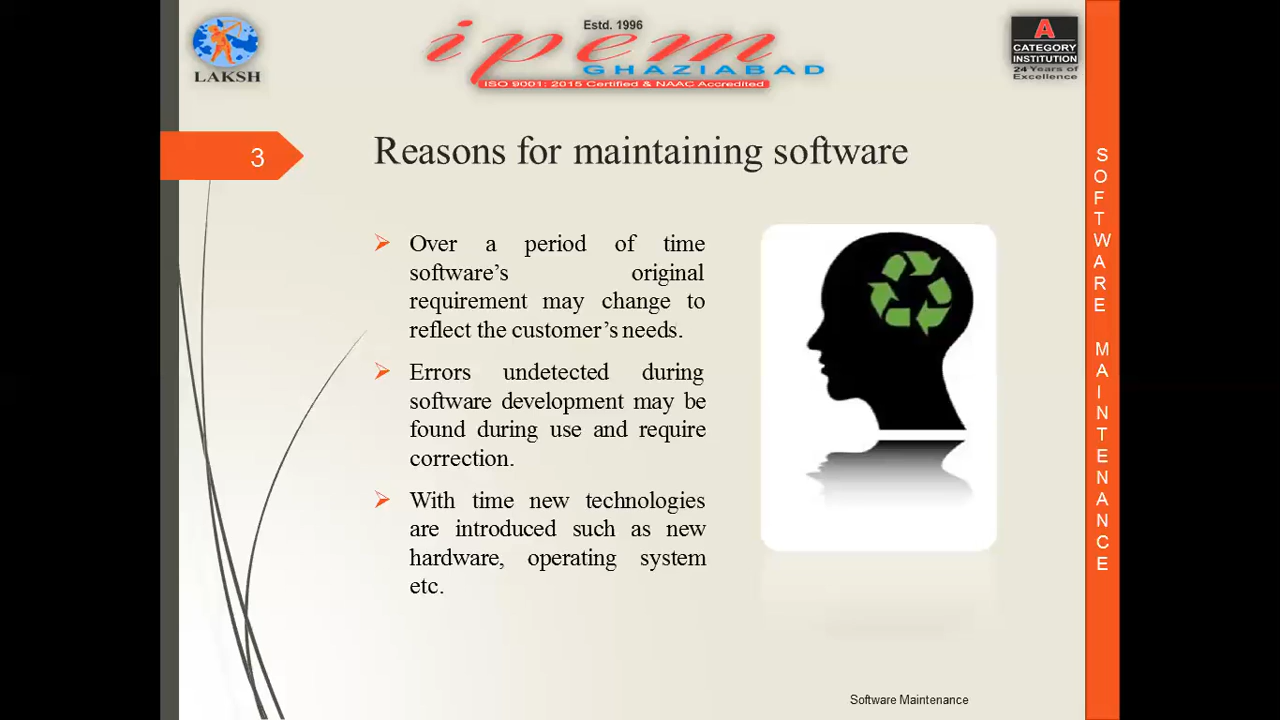 LAKSH
Estd. 1996
ipem
GHAZIABAD
ISO 9001: 2015 Certified & NAAC Accredited
A
CATEGORY
INSTITUTION
24 Years of
Excellence
3
Reasons for maintaining software
Over a period of time
software’s original
requirement may change to
reflect the customer’s needs.
Errors undetected during
software development may be
found during use and require
correction.
With time new technologies
are introduced such as new
hardware, operating system
etc.
SOFTWARE MAINTENANCE
Software Maintenance